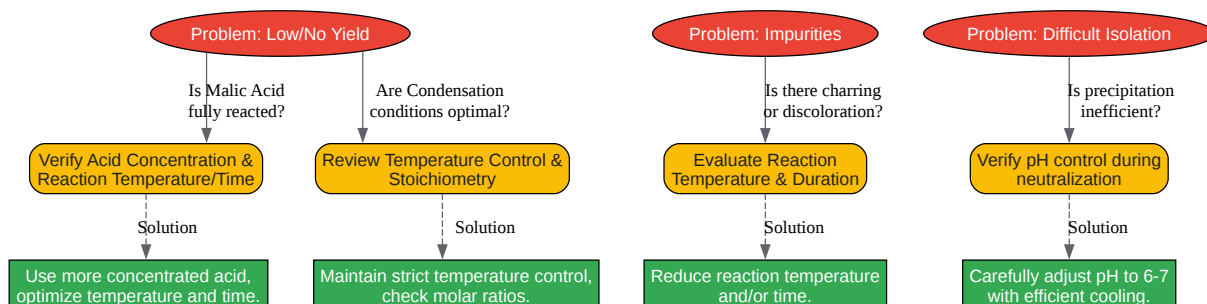 Problem: Low/No Yield
Problem: Impurities
Problem: Difficult Isolation
Is Malic Acid
fully reacted?
Are Condensation
conditions optimal?
Is there charring
or discoloration?
Is precipitation
inefficient?
Verify Acid Concentration &
Reaction Temperature/Time
Review Temperature Control &
Stoichiometry
Evaluate Reaction
Temperature & Duration
Verify pH control during
neutralization
Solution
Solution
Solution
Solution
Use more concentrated acid,
optimize temperature and time.
Maintain strict temperature control,
check molar ratios.
Reduce reaction temperature
and/or time.
Carefully adjust pH to 6-7
with efficient cooling.